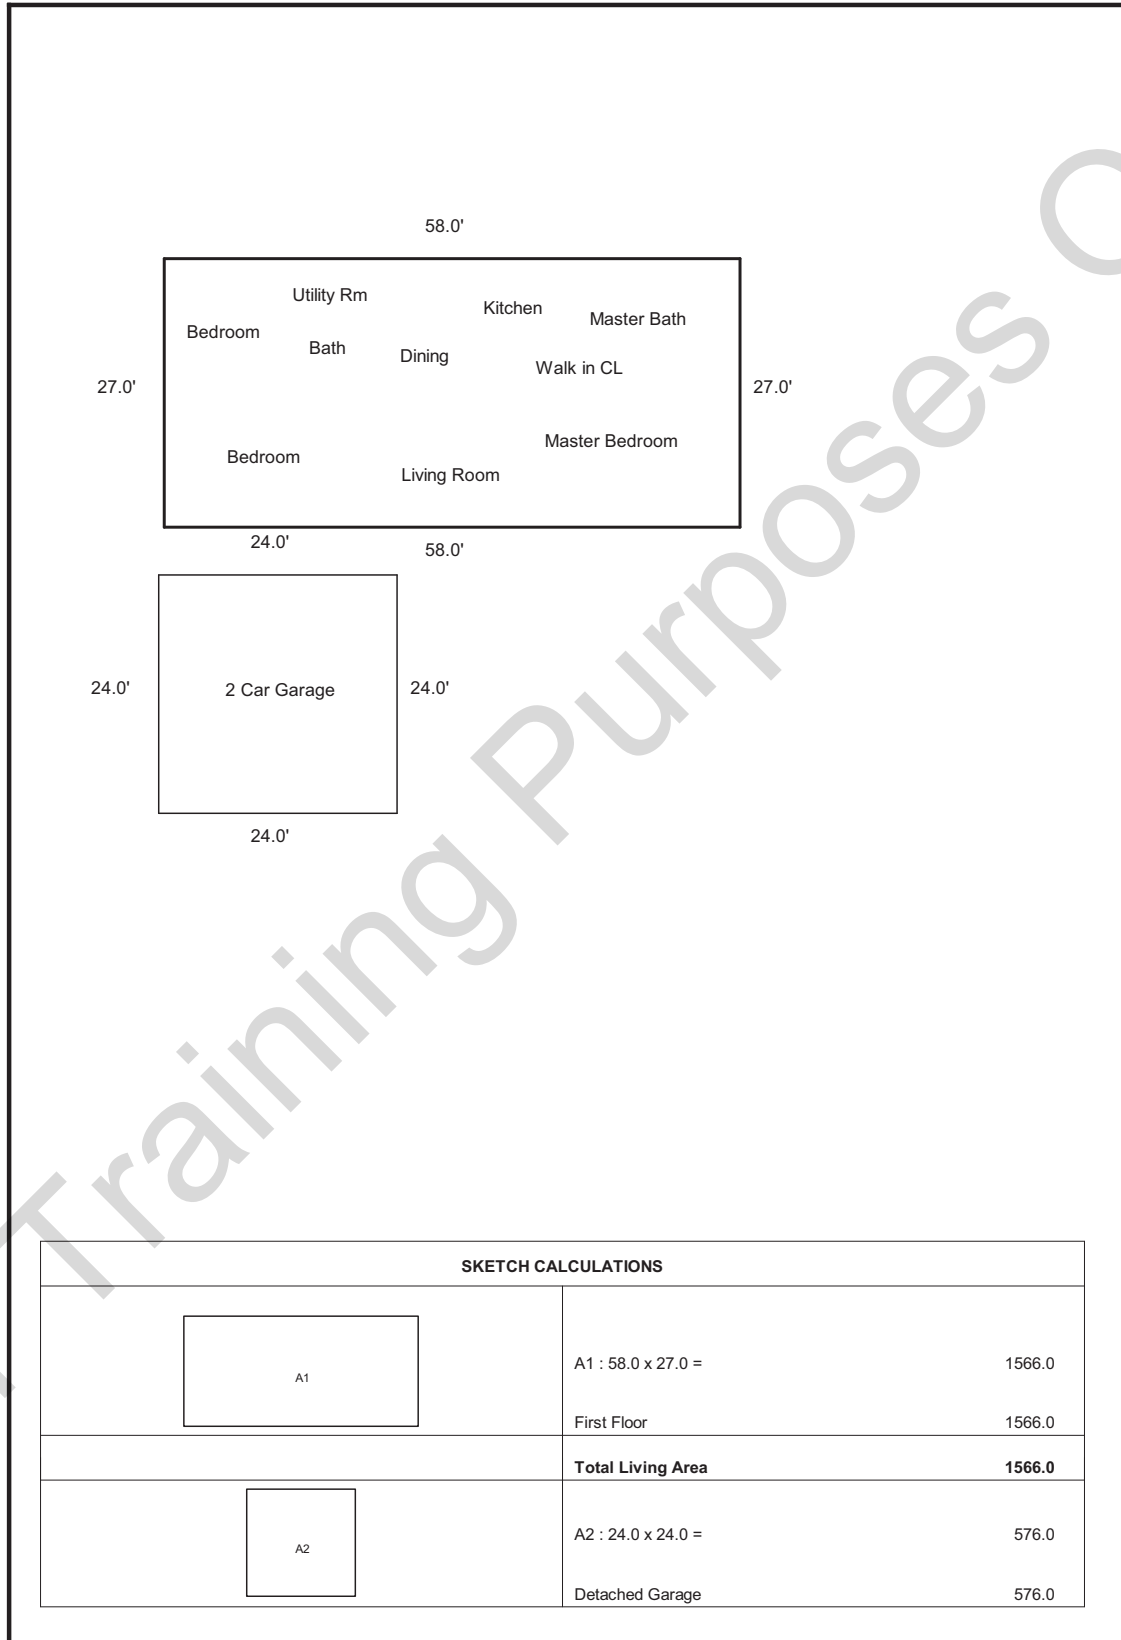 58.0'
Utility Rm
Kitchen
Master Bath
Bedroom
Bath
Dining
Walk in CL
27.0'
27.0'
Master Bedroom
Bedroom
Living Room
24.0'
58.0'
24.0'
2 Car Garage
24.0'
24.0'
Training Purposes
SKETCH CALCULATIONS
A1
A1 : 58.0 x 27.0 = 1566.0
First Floor 1566.0
Total Living Area 1566.0
A2
A2 : 24.0 x 24.0 = 576.0
Detached Garage 576.0